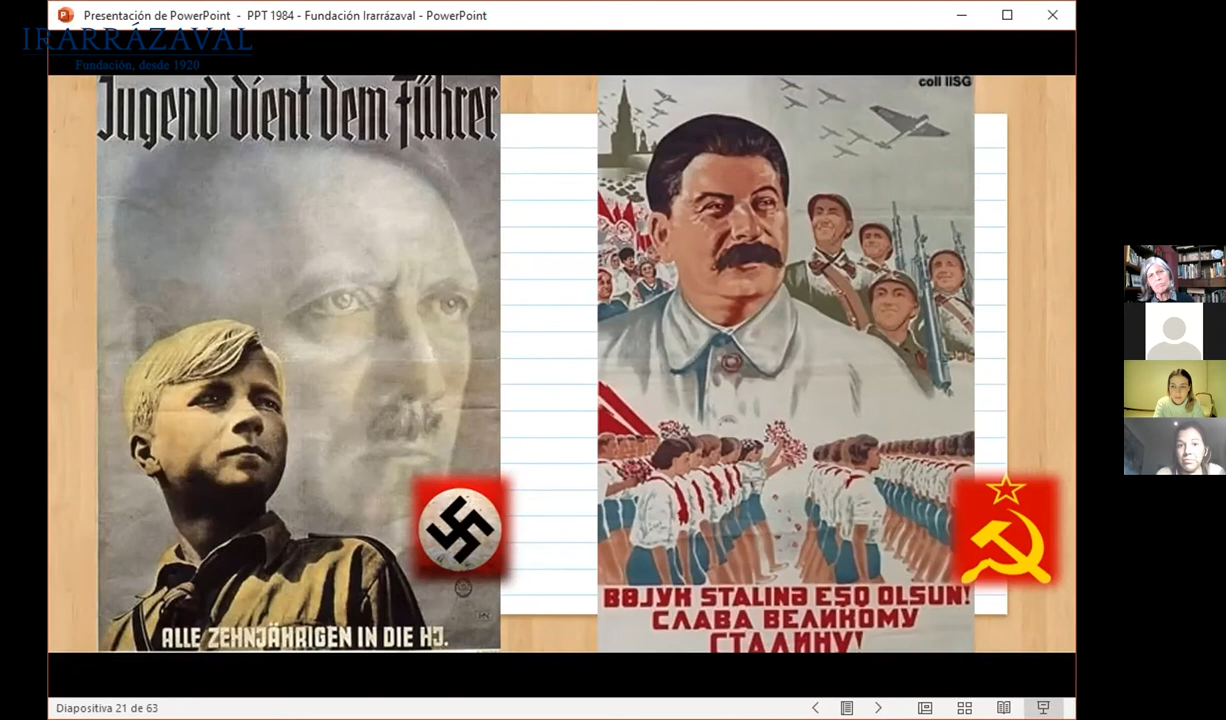 Presentación de PowerPoint - PPT 1984 - Fundación Irarrázaval - PowerPoint
IRARRÁZAVAL
Fundación, desde 1920
Jugend dient dem Führer
ALLE ZEHNJÄHRIGEN IN DIE HJ.
coll IISG
BɵJYK STALINƏ EŞQ OLSUN!
СЛАВА ВЕЛИКОМУ
СТАЛИНУ!
Diapositiva 21 de 63